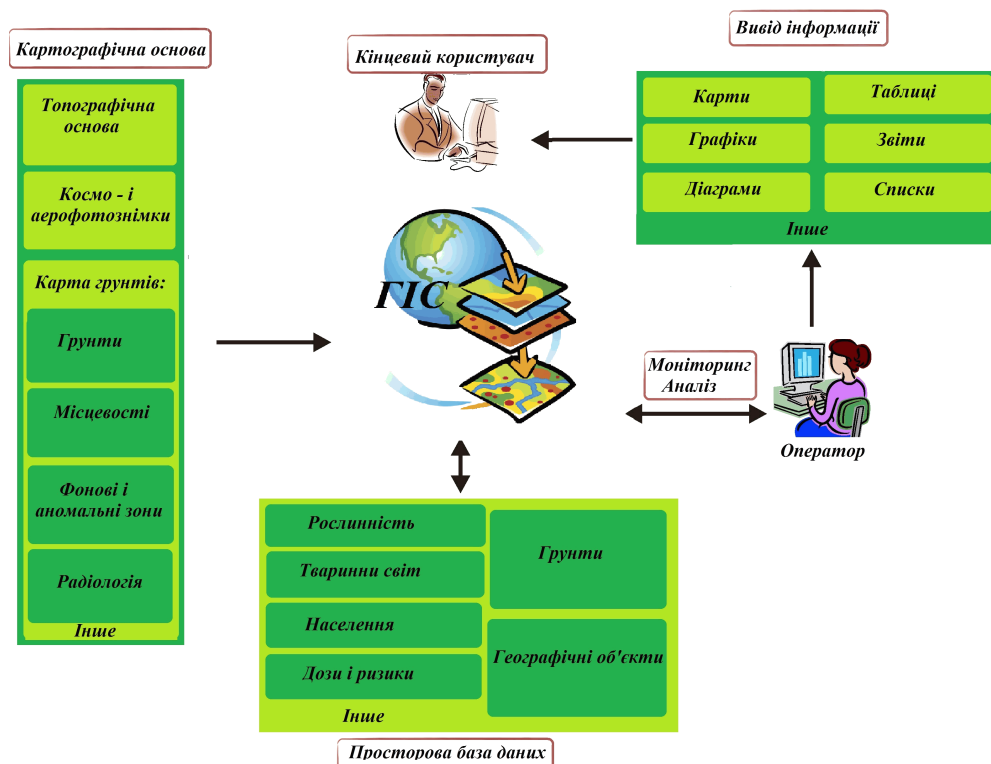 Картографічна основа
Топографічна
основа
Космо - і
аерофотознімки
Карта грунтів:
Грунти
Місцевості
Фонові і
аномальні зони
Радіологія
Інше
Кінцевий користувач
Вивід інформації
Карти
Таблиці
Графіки
Звіти
Діаграми
Списки
Інше
ГІС
Моніторинг
Аналіз
Оператор
Рослинність
Тваринни світ
Населення
Дози і ризики
Інше
Грунти
Географічні об'єкти
Просторова база даних